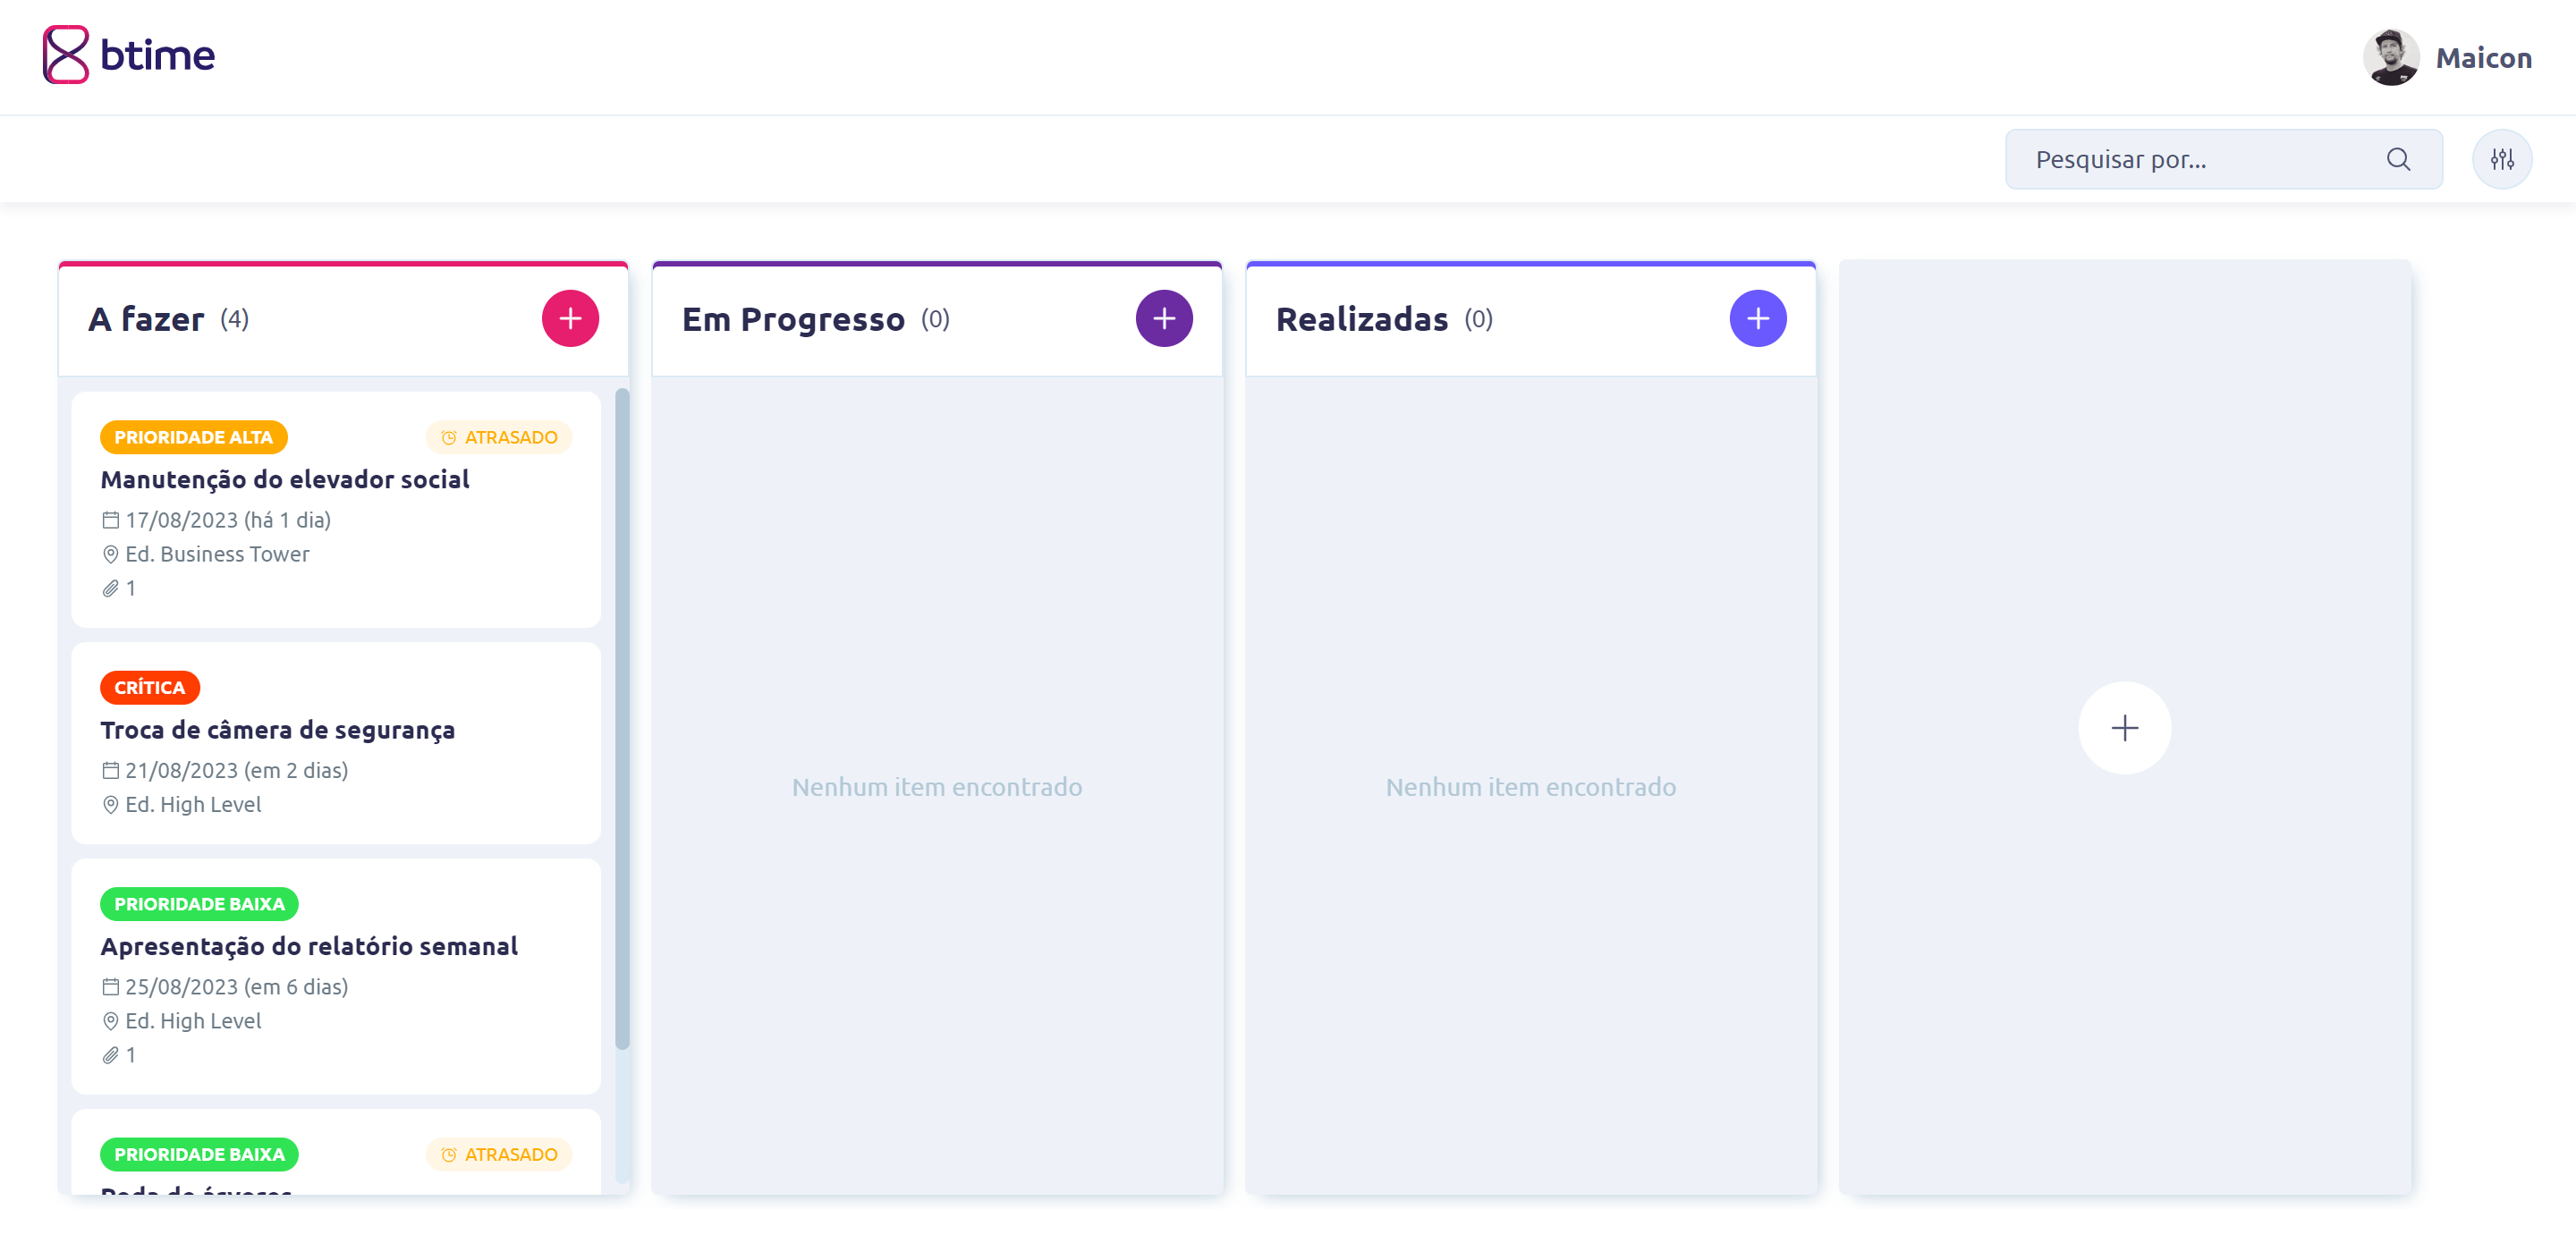 btime
Maicon
Pesquisar por...
A fazer (4)
PRIORIDADE ALTA ATRASADO
Manutenção do elevador social
17/08/2023 (há 1 dia)
Ed. Business Tower
1
CRÍTICA
Troca de câmera de segurança
21/08/2023 (em 2 dias)
Ed. High Level
PRIORIDADE BAIXA
Apresentação do relatório semanal
25/08/2023 (em 6 dias)
Ed. High Level
1
PRIORIDADE BAIXA ATRASADO
Poda de árvores
Em Progresso (0)
Nenhum item encontrado
Realizadas (0)
Nenhum item encontrado